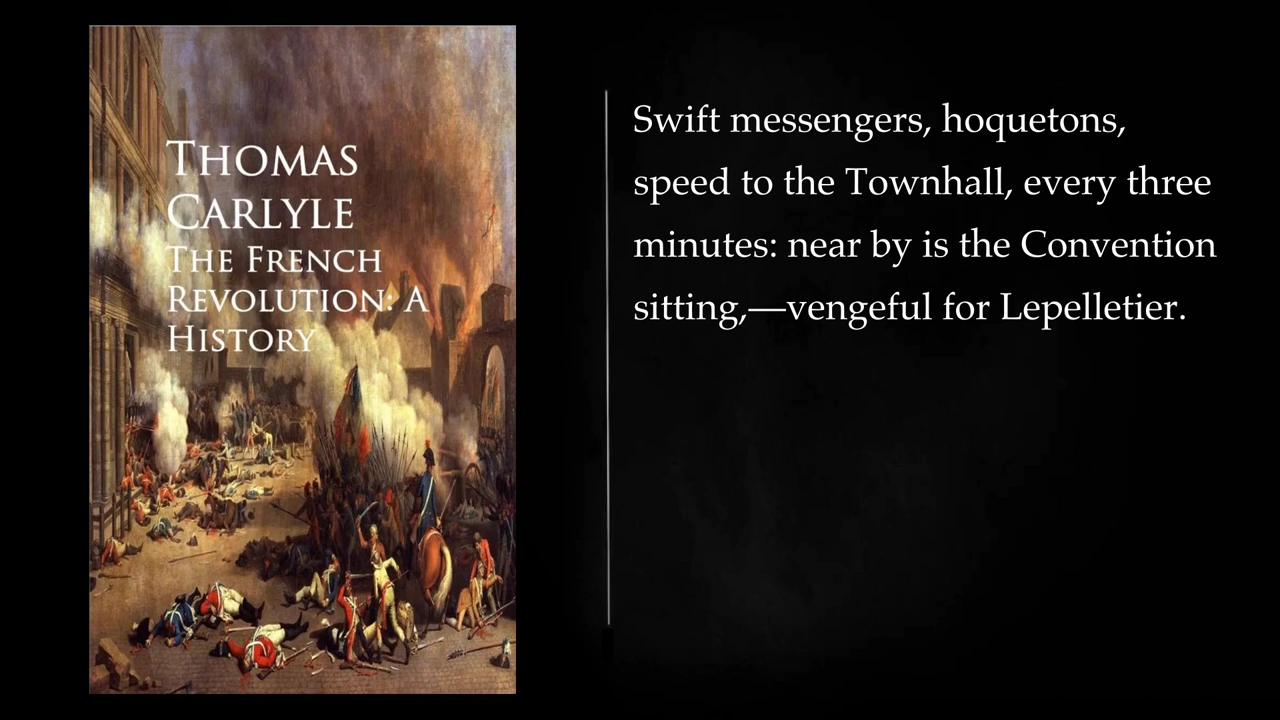 THOMAS
CARLYLE
THE FRENCH
REVOLUTION: A
HISTORY
Swift messengers, hoquetons,
speed to the Townhall, every three
minutes: near by is the Convention
sitting,—vengeful for Lepelletier.